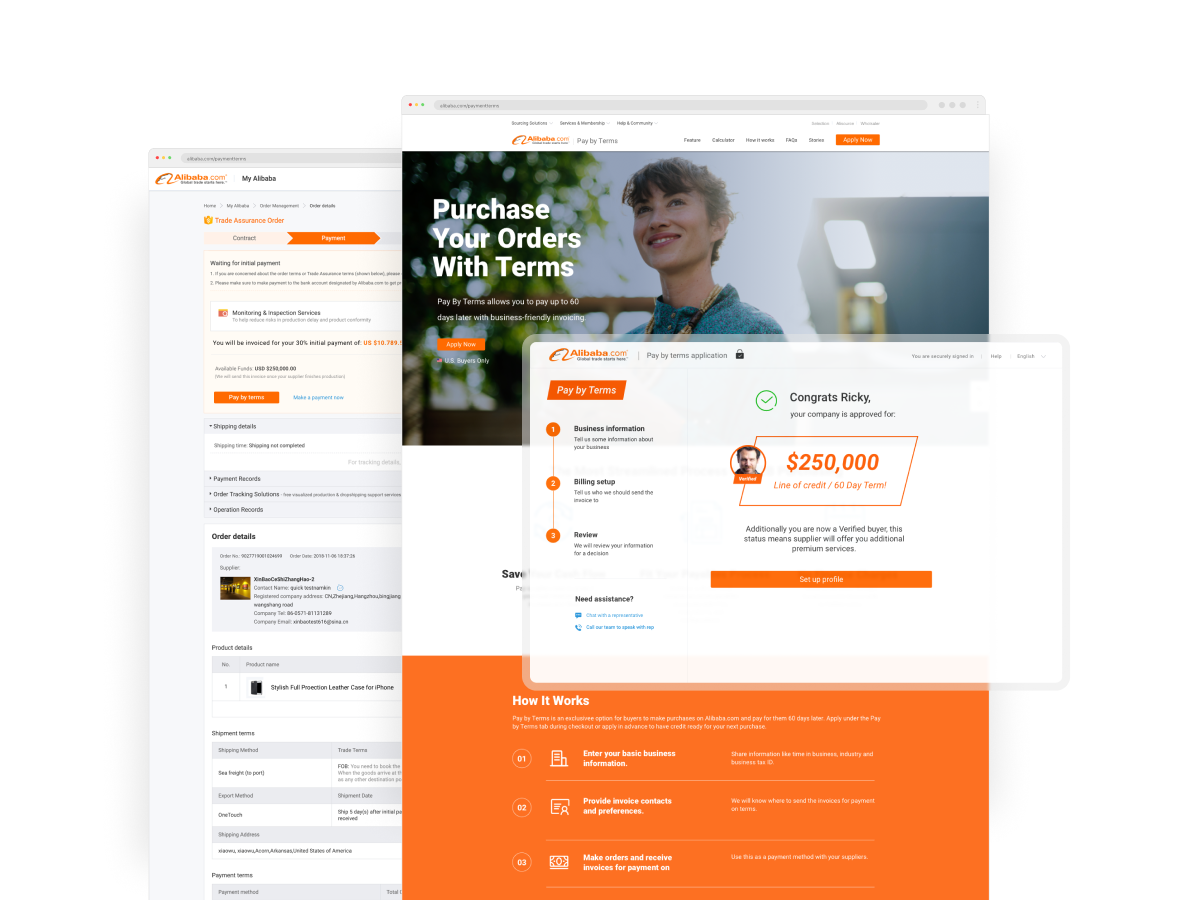 alibaba.com/paymentterms
Alibaba.com
Global trade starts here.™
My Alibaba
Home
My Alibaba
Order Management
Order details
Trade Assurance Order
Contract
Payment
Waiting for initial payment
1. If you are concerned about the order terms or Trade Assurance terms (shown below), please
2. Please make sure to make payment to the bank account designated by Alibaba.com to get pr
Monitoring & Inspection Services
To help reduce risks in production delay and product conformity
You will be invoiced for your 30% initial payment of: US $10.789.5
Available Funds: USD $250,000.00
(We will send this invoice once your supplier finishes production)
Pay by terms
Make a payment now
Shipping details
Shipping time: Shipping not completed
For tracking details,
Payment Records
Order Tracking Solutions - free visualized production & dropshipping support services
Operation Records
Order details
Order No.: 9027719001024695
Order Date: 2018-11-06 18:37:28
Supplier:
XinBaoCeShiZhangHao-2
Contact Name: quick testnamkin
Registered company address: CN,Zhejiang,Hangzhou,bingjiang
wangshang road
Company Tel: 86-0571-81131289
Company Email: xinbaotest616@sina.cn
Product details
No.
Product name
1
Stylish Full Proection Leather Case for iPhone
Shipment terms
Shipping Method
Trade Terms
Sea freight (to port)
FOB: You need to book the
When the goods arrive at th
as any other destination po
Export Method
Shipment Date
OneTouch
Ship 5 day(s) after initial pa
received
Shipping Address
xiaowu, xiaowu,Acorn,Arkansas,United States of America
Payment terms
Payment method
Total
alibaba.com/paymentterms
Sourcing Solutions
Services & Membership
Help & Community
Alibaba.com
Global trade starts here.™
Pay by Terms
Feature
Calculator
How it works
FAQs
Stories
Apply Now
Purchase
Your Orders
With Terms
Pay By Terms allows you to pay up to 60
days later with business-friendly invoicing
Apply Now
U.S. Buyers Only
Save
How It Works
Pay by Terms is an exclusivee option for buyers to make purchases on Alibaba.com and pay for them 60 days later. Apply under the Pay
by Terms tab during checkout or apply in advance to have credit ready for your next purchase.
01
Enter your basic business
information.
Share information like time in business, industry and
business tax ID
02
Provide invoice contacts
and preferences.
We will know where to send the invoices for payment
on terms.
03
Make orders and receive
invoices for payment on
Use this as a payment method with your suppliers.
Alibaba.com
Global trade starts here.™
Pay by terms application
You are securely signed in
Help
English
Pay by Terms
1
Business information
Tell us some information about
your business
2
Billing setup
Tell us who we should send the
invoice to
3
Review
We will review your information
for a decision
Need assistance?
Chat with a representative
Call our team to speak with rep
Congrats Ricky,
your company is approved for:
Verified
$250,000
Line of credit / 60 Day Term!
Additionally you are now a Verified buyer, this
status means supplier will offer you additional
premium services.
Set up profile